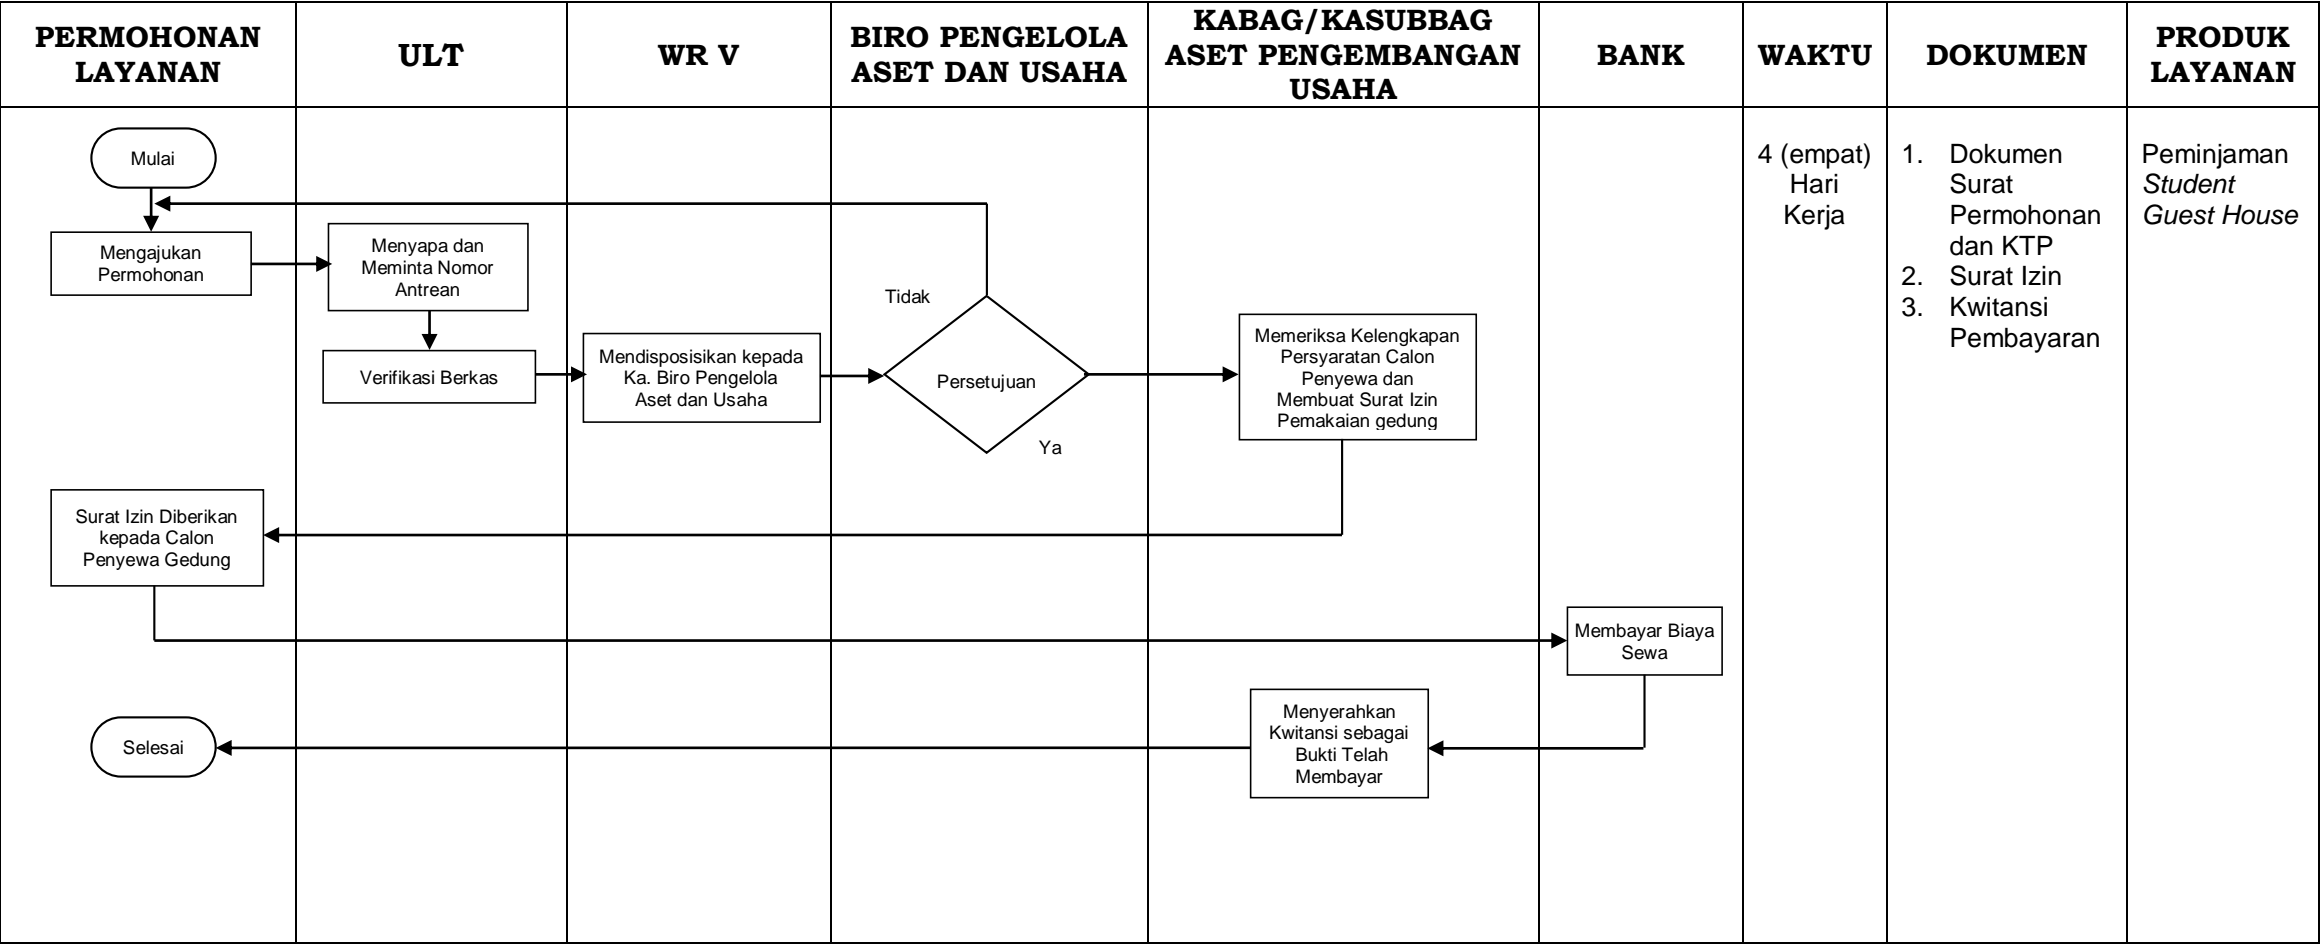 PERMOHONAN
LAYANAN
ULT
WR V
BIRO PENGELOLA
ASET DAN USAHA
KABAG/KASUBBAG
ASET PENGEMBANGAN
USAHA
BANK
WAKTU
DOKUMEN
PRODUK
LAYANAN
Mulai
Mengajukan
Permohonan
Menyapa dan
Meminta Nomor
Antrean
Verifikasi Berkas
Mendisposisikan kepada
Ka. Biro Pengelola
Aset dan Usaha
Tidak
Persetujuan
Ya
Memeriksa Kelengkapan
Persyaratan Calon
Penyewa dan
Membuat Surat Izin
Pemakaian gedung
4 (empat)
Hari
Kerja
1. Dokumen
Surat
Permohonan
dan KTP
2. Surat Izin
3. Kwitansi
Pembayaran
Peminjaman
Student
Guest House
Surat Izin Diberikan
kepada Calon
Penyewa Gedung
Membayar Biaya
Sewa
Menyerahkan
Kwitansi sebagai
Bukti Telah
Membayar
Selesai